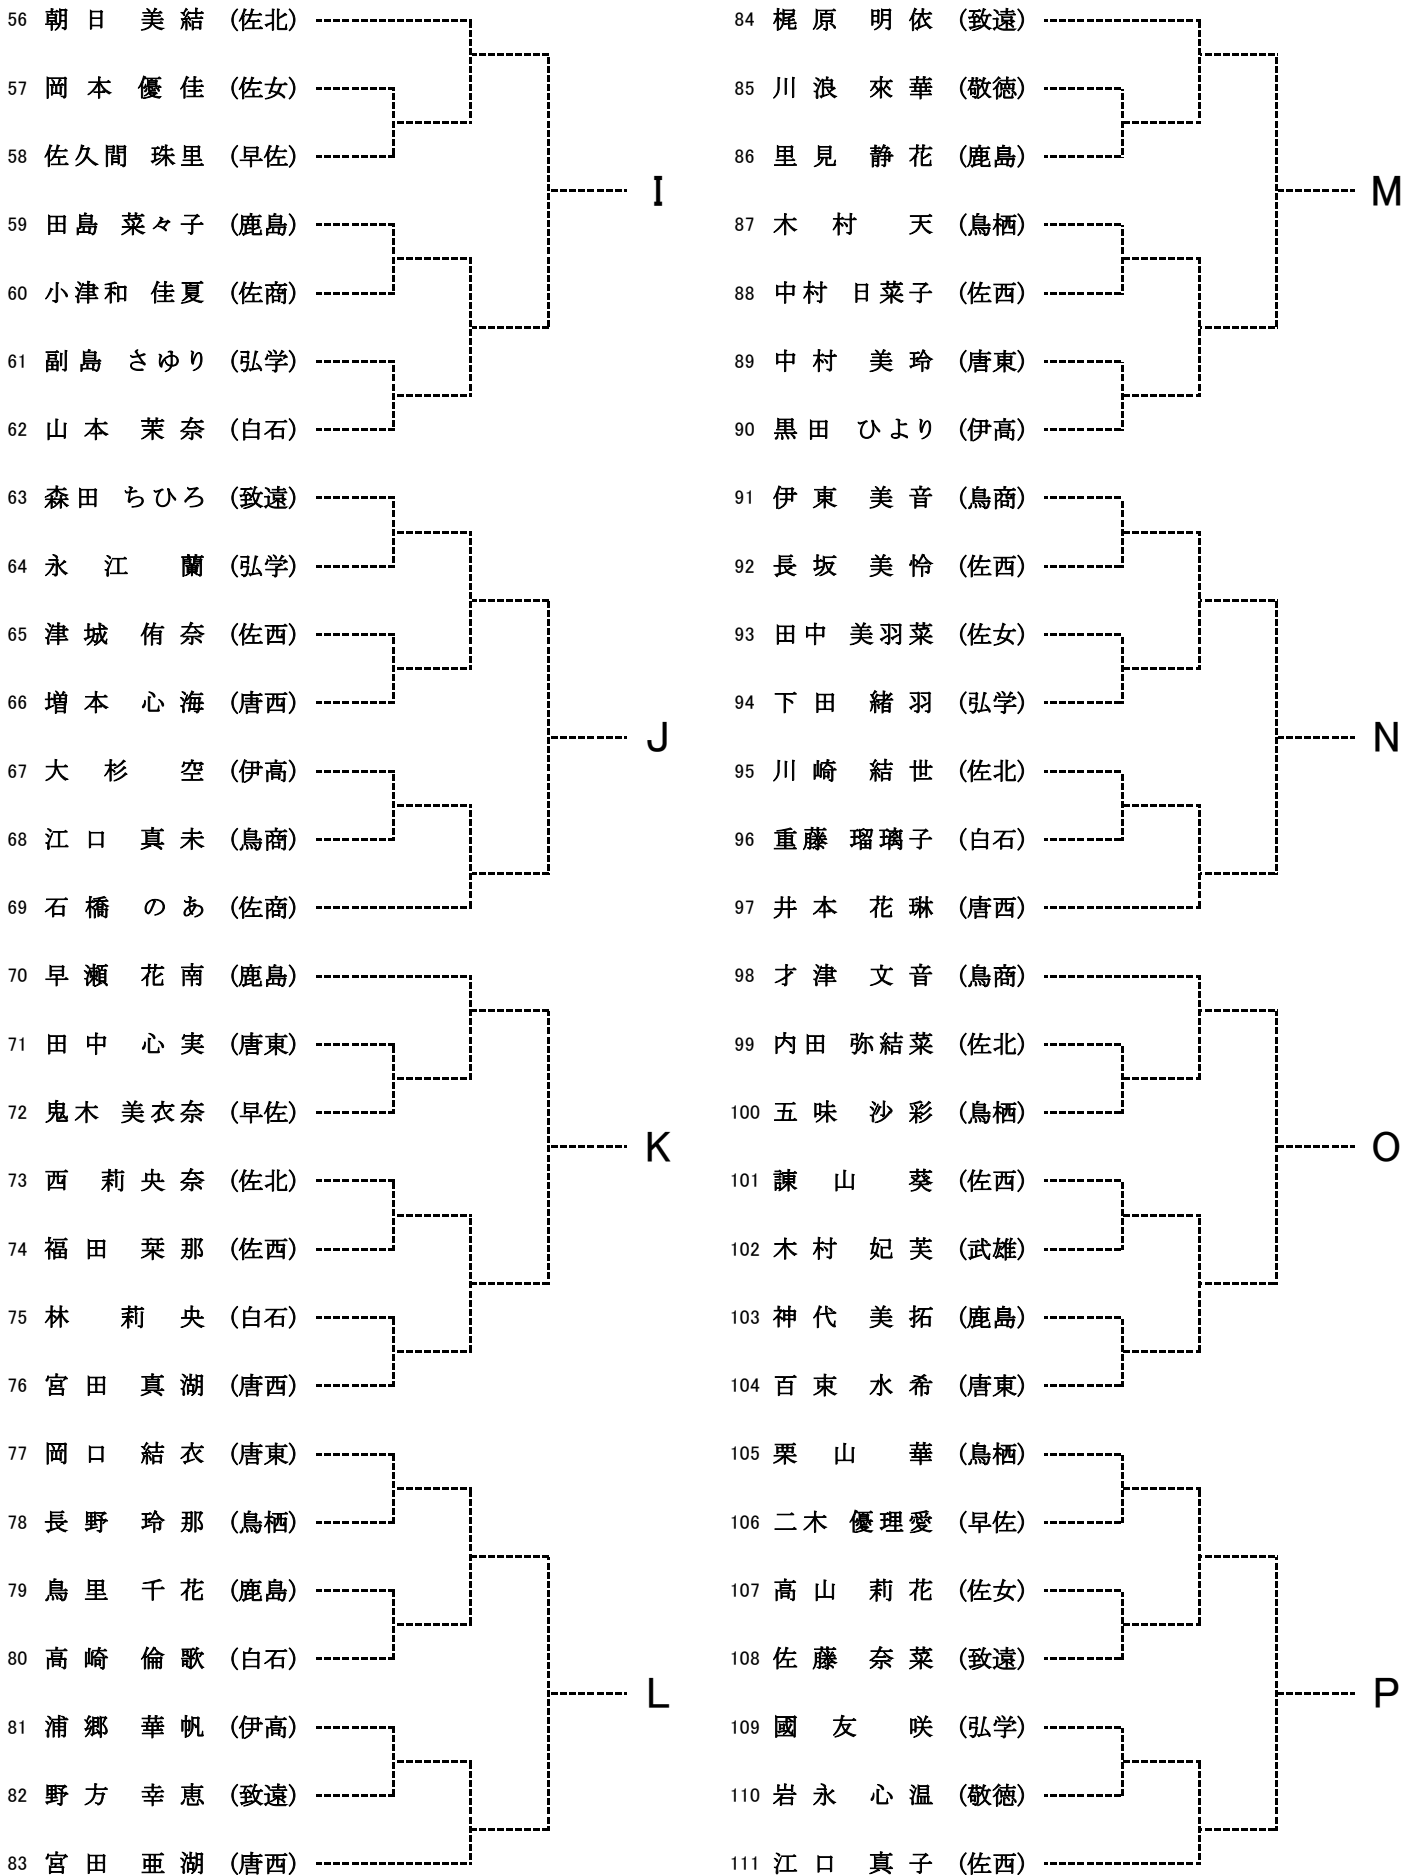 56 朝日 美結 (佐北)
57 岡本 優佳 (佐女)
58 佐久間 珠里 (早佐)
I
59 田島 菜々子 (鹿島)
60 小津和 佳夏 (佐商)
61 副島 さゆり (弘学)
62 山本 茉奈 (白石)
63 森田 ちひろ (致遠)
64 永江 蘭 (弘学)
65 津城 侑奈 (佐西)
66 増本 心海 (唐西)
J
67 大杉 空 (伊高)
68 江口 真未 (鳥商)
69 石橋 のあ (佐商)
70 早瀬 花南 (鹿島)
71 田中 心実 (唐東)
72 鬼木 美衣奈 (早佐)
K
73 西 莉央奈 (佐北)
74 福田 栞那 (佐西)
75 林 莉央 (白石)
76 宮田 真湖 (唐西)
77 岡口 結衣 (唐東)
78 長野 玲那 (鳥栖)
79 鳥里 千花 (鹿島)
80 高崎 倫歌 (白石)
L
81 浦郷 華帆 (伊高)
82 野方 幸恵 (致遠)
83 宮田 亜湖 (唐西)
84 梶原 明依 (致遠)
85 川浪 來華 (敬徳)
86 里見 静花 (鹿島)
M
87 木村 天 (鳥栖)
88 中村 日菜子 (佐西)
89 中村 美玲 (唐東)
90 黒田 ひより (伊高)
91 伊東 美音 (鳥商)
92 長坂 美怜 (佐西)
93 田中 美羽菜 (佐女)
94 下田 緒羽 (弘学)
N
95 川崎 結世 (佐北)
96 重藤 瑠璃子 (白石)
97 井本 花琳 (唐西)
98 才津 文音 (鳥商)
99 内田 弥結菜 (佐北)
100 五味 沙彩 (鳥栖)
O
101 諫山 葵 (佐西)
102 木村 妃芙 (武雄)
103 神代 美拓 (鹿島)
104 百束 水希 (唐東)
105 栗山 華 (鳥栖)
106 二木 優理愛 (早佐)
107 高山 莉花 (佐女)
108 佐藤 奈菜 (致遠)
P
109 國友 咲 (弘学)
110 岩永 心温 (敬徳)
111 江口 真子 (佐西)